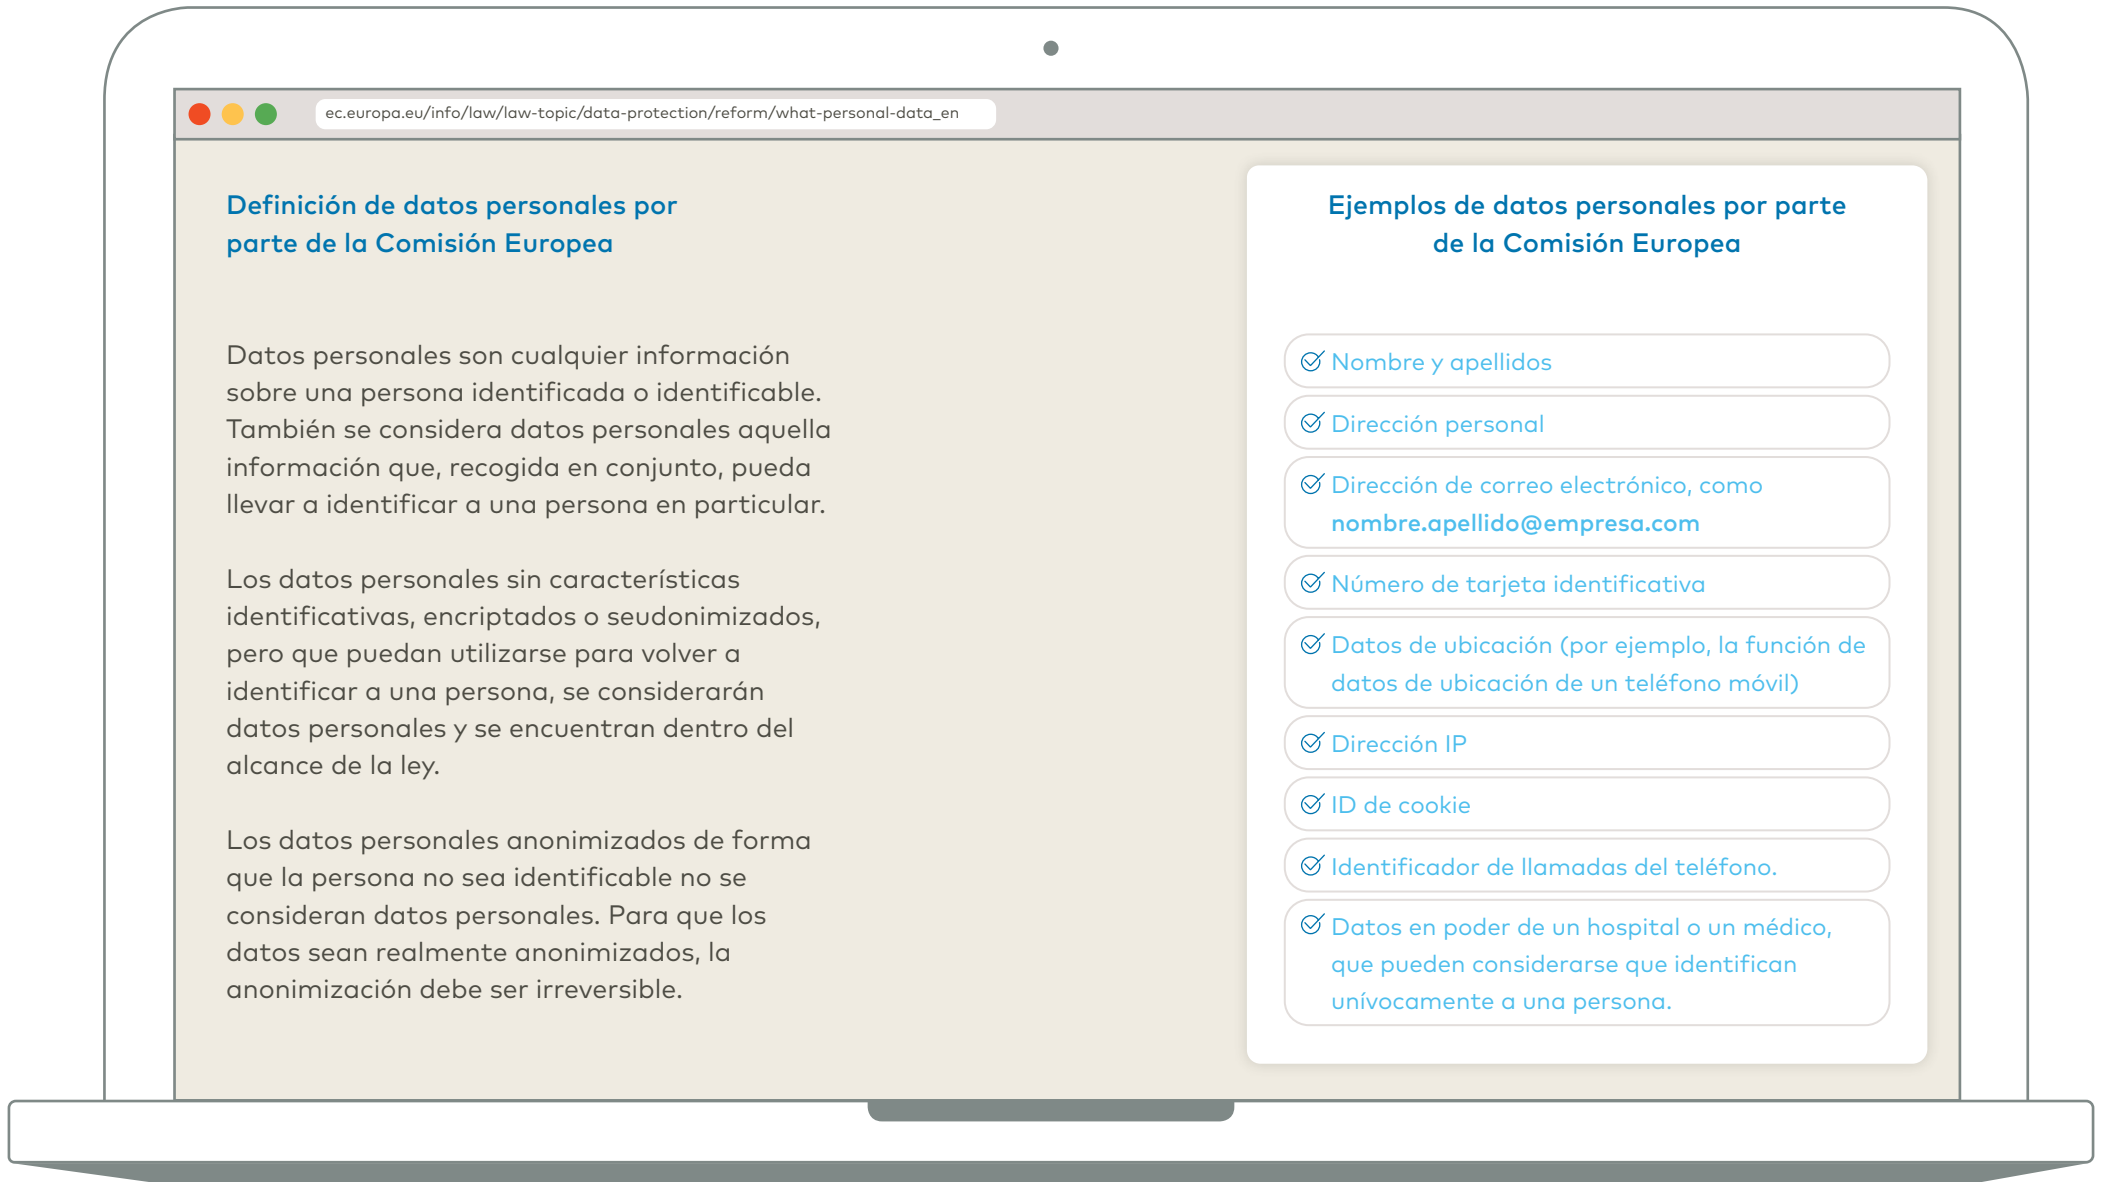 ec.europa.eu/info/law/law-topic/data-protection/reform/what-personal-data_en
Definición de datos personales por
parte de la Comisión Europea
Datos personales son cualquier información
sobre una persona identificada o identificable.
También se considera datos personales aquella
información que, recogida en conjunto, pueda
llevar a identificar a una persona en particular.
Los datos personales sin características
identificativas, encriptados o seudonimizados,
pero que puedan utilizarse para volver a
identificar a una persona, se considerarán
datos personales y se encuentran dentro del
alcance de la ley.
Los datos personales anonimizados de forma
que la persona no sea identificable no se
consideran datos personales. Para que los
datos sean realmente anonimizados, la
anonimización debe ser irreversible.
Ejemplos de datos personales por parte
de la Comisión Europea
Nombre y apellidos
Dirección personal
Dirección de correo electrónico, como
nombre.apellido@empresa.com
Número de tarjeta identificativa
Datos de ubicación (por ejemplo, la función de
datos de ubicación de un teléfono móvil)
Dirección IP
ID de cookie
Identificador de llamadas del teléfono.
Datos en poder de un hospital o un médico,
que pueden considerarse que identifican
unívocamente a una persona.